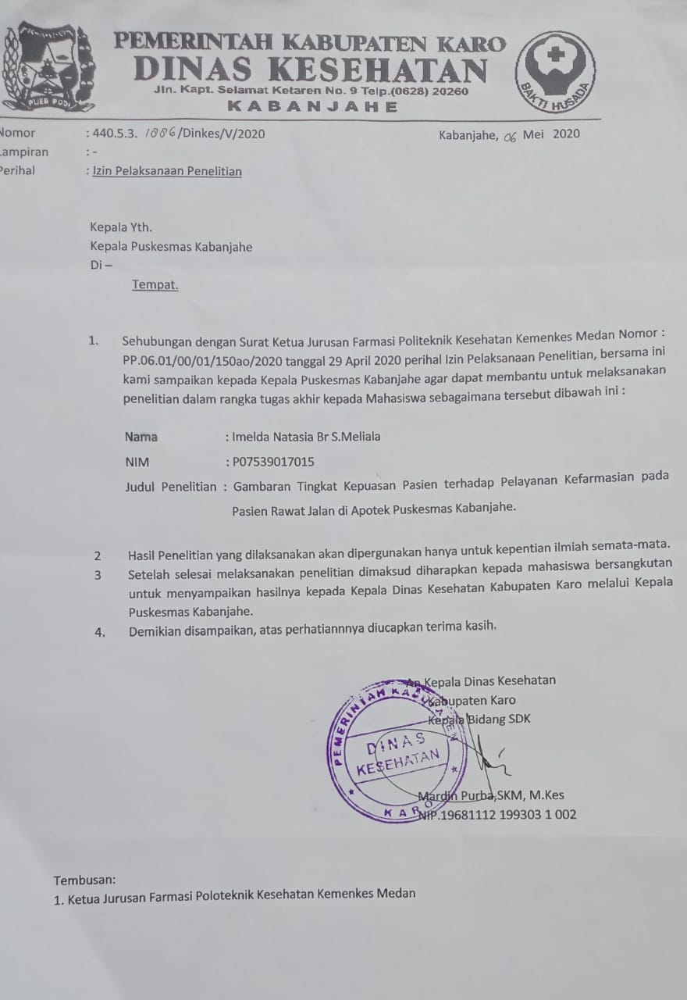 PEMERINTAH KABUPATEN KARO
DINAS KESEHATAN
Jln. Kapt. Selamat Ketaren No. 9 Telp.(0628) 20260
KABANJAHE
PIJER PODI
BAKTI HUSADA
Nomor : 440.5.3. 1886/Dinkes/V/2020 Kabanjahe, 06 Mei 2020
Lampiran : -
Perihal : Izin Pelaksanaan Penelitian
Kepala Yth.
Kepala Puskesmas Kabanjahe
Di –
Tempat.
1. Sehubungan dengan Surat Ketua Jurusan Farmasi Politeknik Kesehatan Kemenkes Medan Nomor :
PP.06.01/00/01/150ao/2020 tanggal 29 April 2020 perihal Izin Pelaksanaan Penelitian, bersama ini
kami sampaikan kepada Kepala Puskesmas Kabanjahe agar dapat membantu untuk melaksanakan
penelitian dalam rangka tugas akhir kepada Mahasiswa sebagaimana tersebut dibawah ini :
Nama : Imelda Natasia Br S.Meliala
NIM : P07539017015
Judul Penelitian : Gambaran Tingkat Kepuasan Pasien terhadap Pelayanan Kefarmasian pada
Pasien Rawat Jalan di Apotek Puskesmas Kabanjahe.
2 Hasil Penelitian yang dilaksanakan akan dipergunakan hanya untuk kepentian ilmiah semata-mata.
3 Setelah selesai melaksanakan penelitian dimaksud diharapkan kepada mahasiswa bersangkutan
untuk menyampaikan hasilnya kepada Kepala Dinas Kesehatan Kabupaten Karo melalui Kepala
Puskesmas Kabanjahe.
4. Demikian disampaikan, atas perhatiannnya diucapkan terima kasih.
An Kepala Dinas Kesehatan
Kabupaten Karo
Kepala Bidang SDK
PEMERINTAH KABUPATEN
DINAS
KESEHATAN
KARO
Mardin Purba,SKM, M.Kes
NIP.19681112 199303 1 002
Tembusan:
1. Ketua Jurusan Farmasi Poloteknik Kesehatan Kemenkes Medan